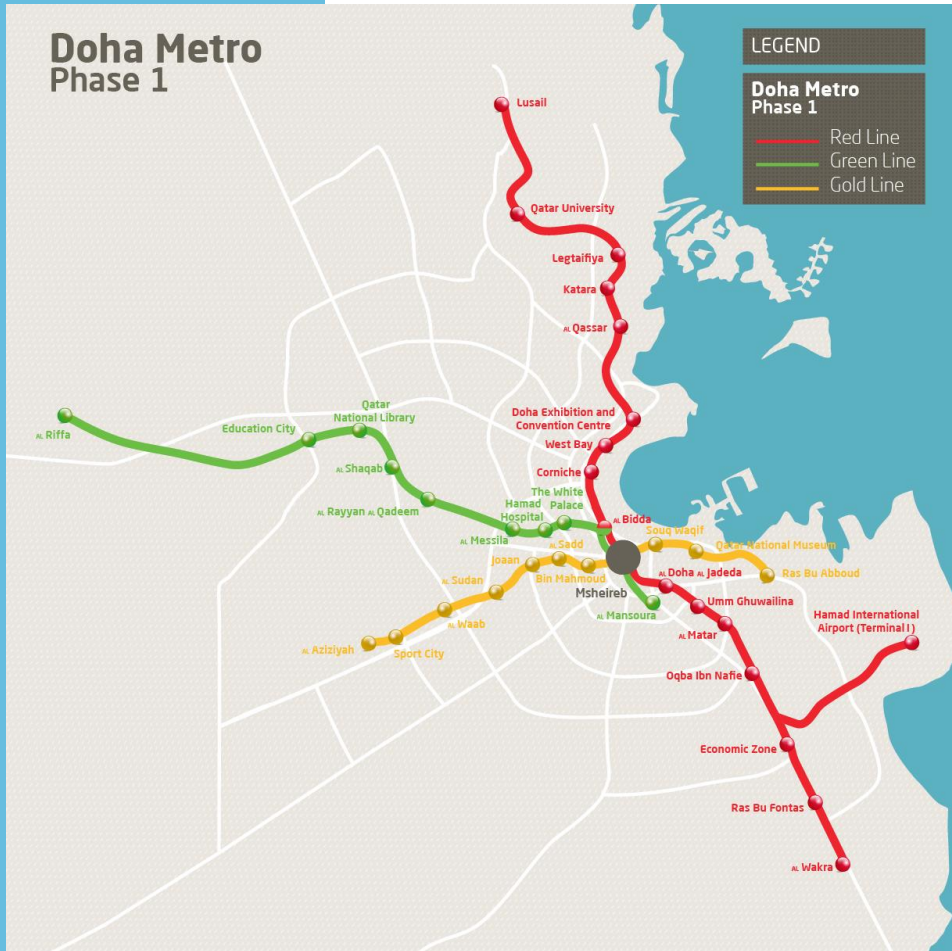 Doha Metro
Phase 1
LEGEND
Doha Metro
Phase 1
Red Line
Green Line
Gold Line
Lusail
Qatar University
Legtaifiya
Katara
AL Qassar
Doha Exhibition and
Convention Centre
West Bay
Corniche
AL Bidda
Qatar
National Library
Education City
AL Riffa
AL Shaqab
AL Rayyan AL Qadeem
The White
Palace
Hamad
Hospital
AL Messila
Souq Waqif
Qatar National Museum
Ras Bu Abboud
AL Sadd
Joaan
Bin Mahmoud
Msheireb
AL Mansoura
AL Sudan
AL Waab
Sport City
AL Aziziyah
AL Doha AL Jadeda
Umm Ghuwailina
AL Matar
Hamad International
Airport (Terminal I)
Oqba Ibn Nafie
Economic Zone
Ras Bu Fontas
AL Wakra